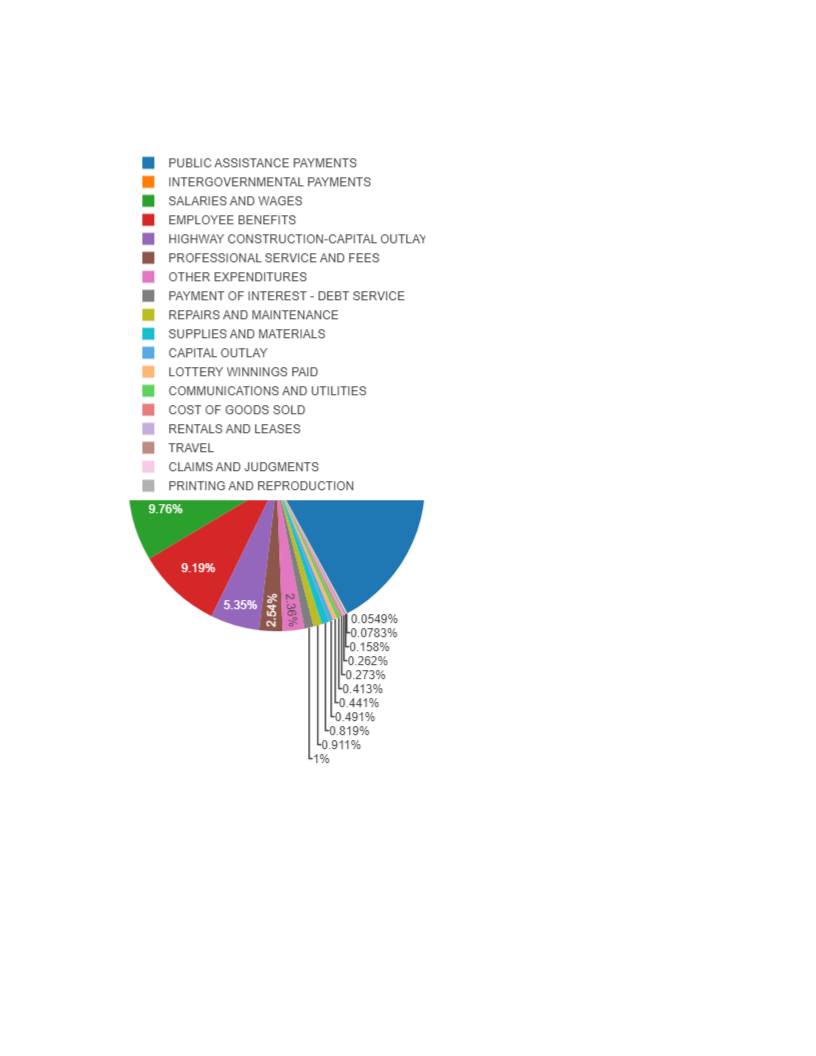 PUBLIC ASSISTANCE PAYMENTS
INTERGOVERNMENTAL PAYMENTS
SALARIES AND WAGES
EMPLOYEE BENEFITS
HIGHWAY CONSTRUCTION-CAPITAL OUTLAY
PROFESSIONAL SERVICE AND FEES
OTHER EXPENDITURES
PAYMENT OF INTEREST - DEBT SERVICE
REPAIRS AND MAINTENANCE
SUPPLIES AND MATERIALS
CAPITAL OUTLAY
LOTTERY WINNINGS PAID
COMMUNICATIONS AND UTILITIES
COST OF GOODS SOLD
RENTALS AND LEASES
TRAVEL
CLAIMS AND JUDGMENTS
PRINTING AND REPRODUCTION
9.76%
9.19%
5.35%
2.54%
2.36%
0.0549%
0.0783%
0.158%
0.262%
0.273%
0.413%
0.441%
0.491%
0.819%
0.911%
1%